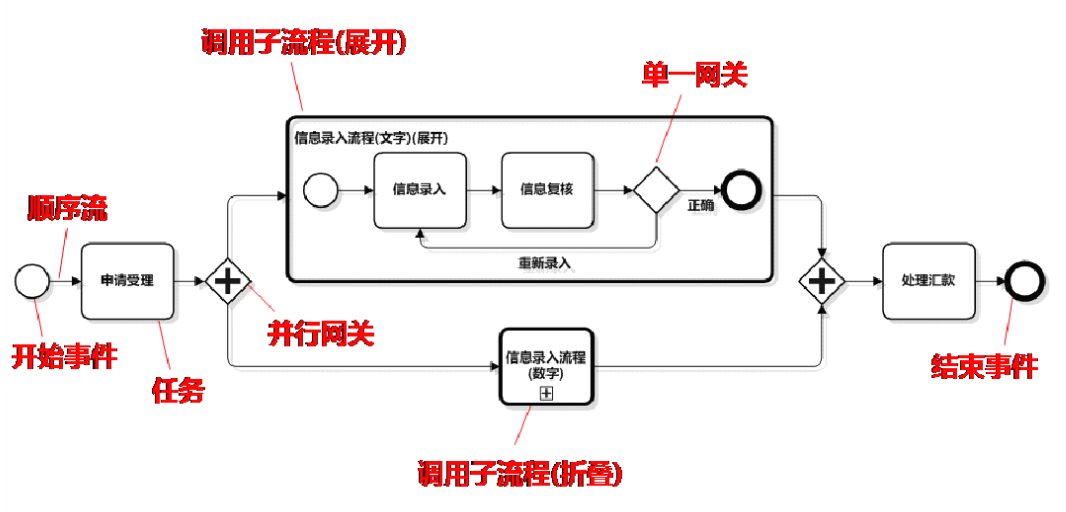 调用子流程(展开)
单一网关
信息录入流程(文字)(展开)
信息录入
信息复核
正确
重新录入
顺序流
申请受理
处理汇款
开始事件
并行网关
任务
信息录入流程
(数字)
结束事件
调用子流程(折叠)